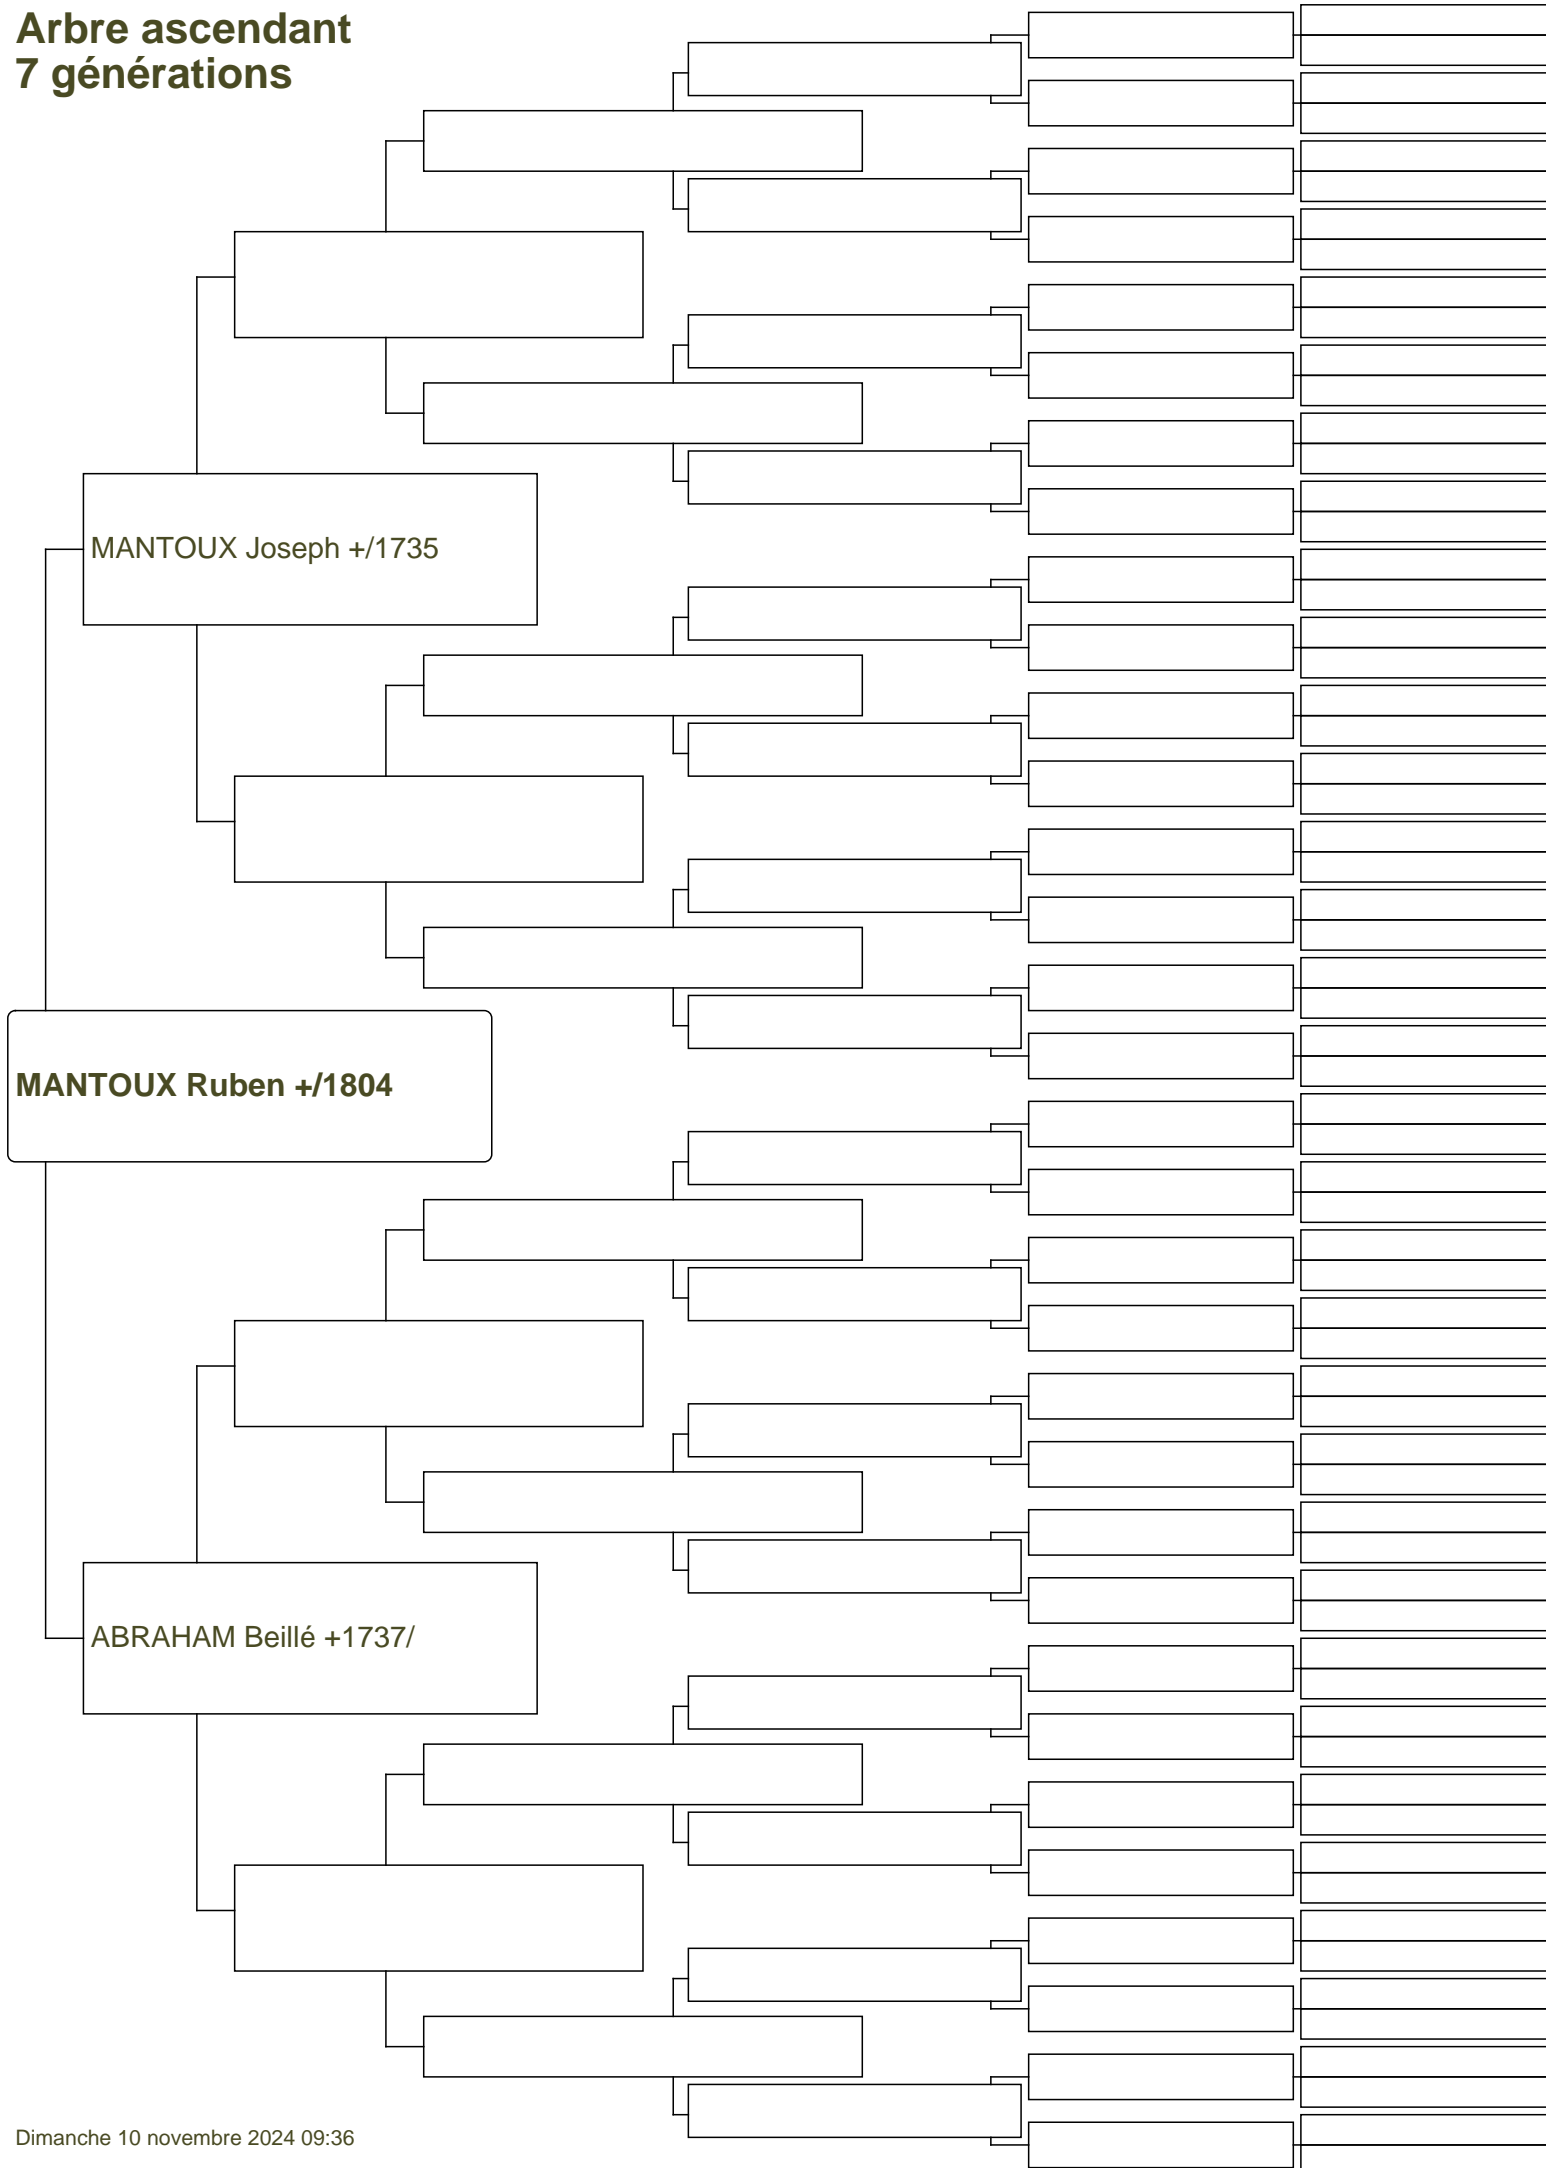 Arbre ascendant
7 générations
MANTOUX Joseph +/1735
MANTOUX Ruben +/1804
ABRAHAM Beillé +1737/
Dimanche 10 novembre 2024 09:36